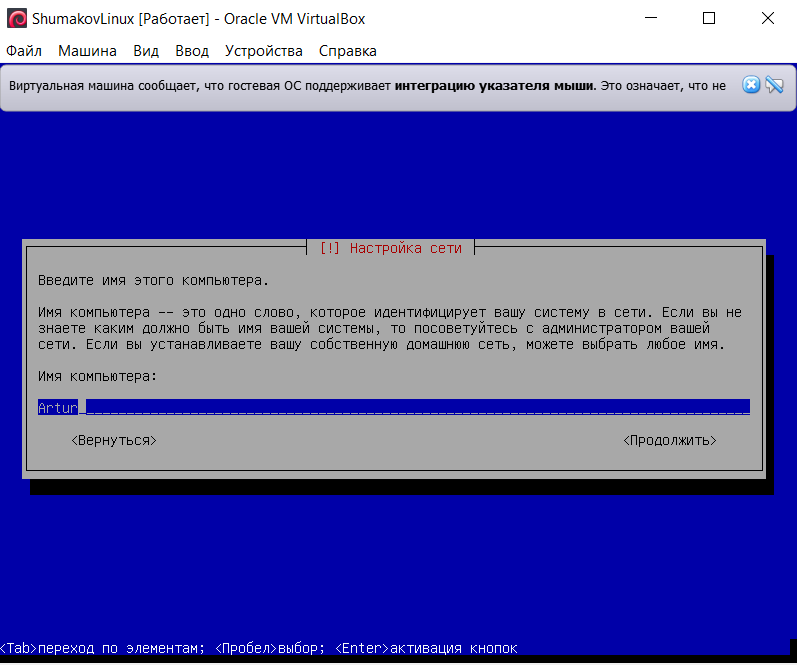 ShumakovLinux [Работает] - Oracle VM VirtualBox
Файл Машина Вид Ввод Устройства Справка
Виртуальная машина сообщает, что гостевая ОС поддерживает интеграцию указателя мыши. Это означает, что не
[!] Настройка сети
Введите имя этого компьютера.
Имя компьютера -- это одно слово, которое идентифицирует вашу систему в сети. Если вы не
знаете каким должно быть имя вашей системы, то посоветуйтесь с администратором вашей
сети. Если вы устанавливаете вашу собственную домашнюю сеть, можете выбрать любое имя.
Имя компьютера:
Artur
<Вернуться> <Продолжить>
<Tab>переход по элементам; <Пробел>выбор; <Enter>активация кнопок